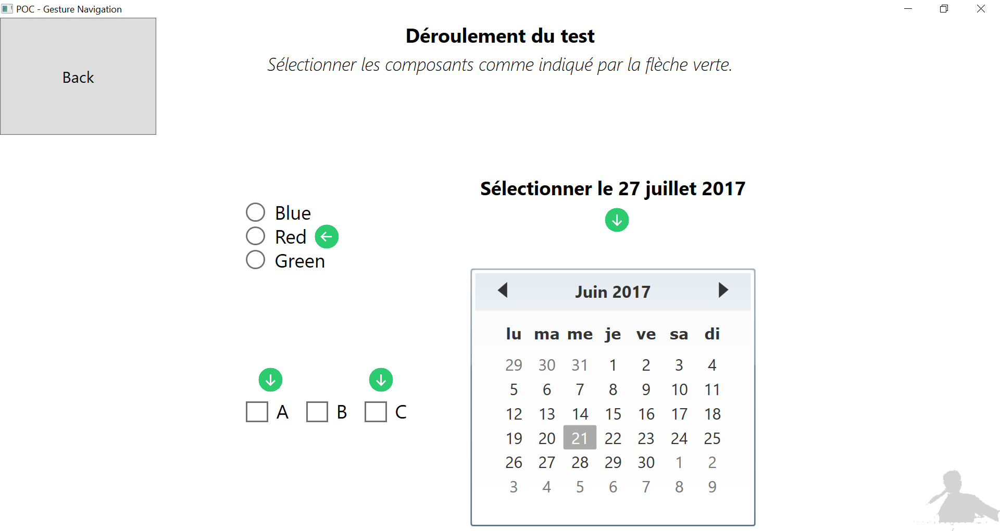 POC - Gesture Navigation
Back
Déroulement du test
Sélectionner les composants comme indiqué par la flèche verte.
Sélectionner le 27 juillet 2017
Blue
Red
Green
A B C
Juin 2017
lu ma me je ve sa di
29 30 31 1 2 3 4
5 6 7 8 9 10 11
12 13 14 15 16 17 18
19 20 21 22 23 24 25
26 27 28 29 30 1 2
3 4 5 6 7 8 9